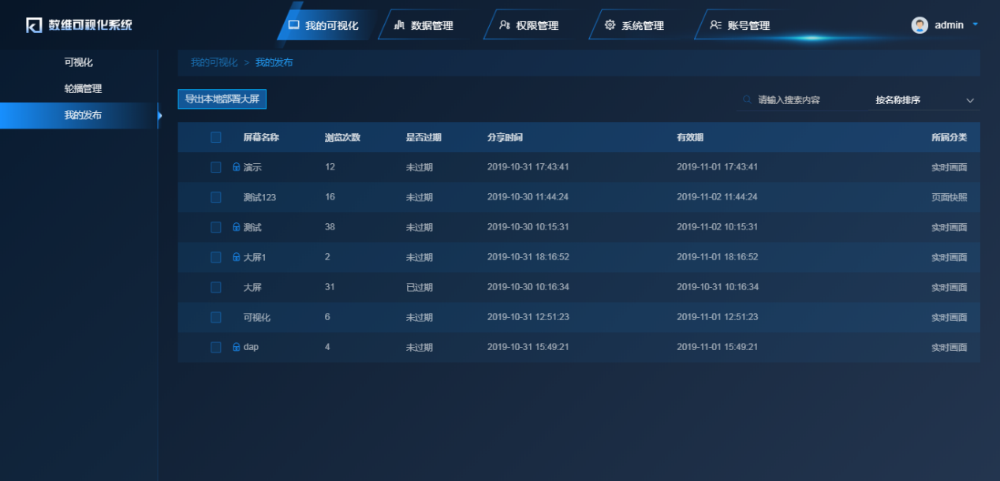 数维可视化系统 我的可视化 数据管理 权限管理 系统管理 账号管理 admin
可视化
轮播管理
我的发布
我的可视化 > 我的发布
导出本地部署大屏 请输入搜索内容 按名称排序
屏幕名称 浏览次数 是否过期 分享时间 有效期 所属分类
演示 12 未过期 2019-10-31 17:43:41 2019-11-01 17:43:41 实时画面
测试123 16 未过期 2019-10-30 11:44:24 2019-11-02 11:44:24 页面快照
测试 38 未过期 2019-10-30 10:15:31 2019-11-02 10:15:31 实时画面
大屏1 2 未过期 2019-10-31 18:16:52 2019-11-01 18:16:52 实时画面
大屏 31 已过期 2019-10-30 10:16:34 2019-10-31 10:16:34 实时画面
可视化 6 未过期 2019-10-31 12:51:23 2019-11-01 12:51:23 实时画面
dap 4 未过期 2019-10-31 15:49:21 2019-11-01 15:49:21 实时画面